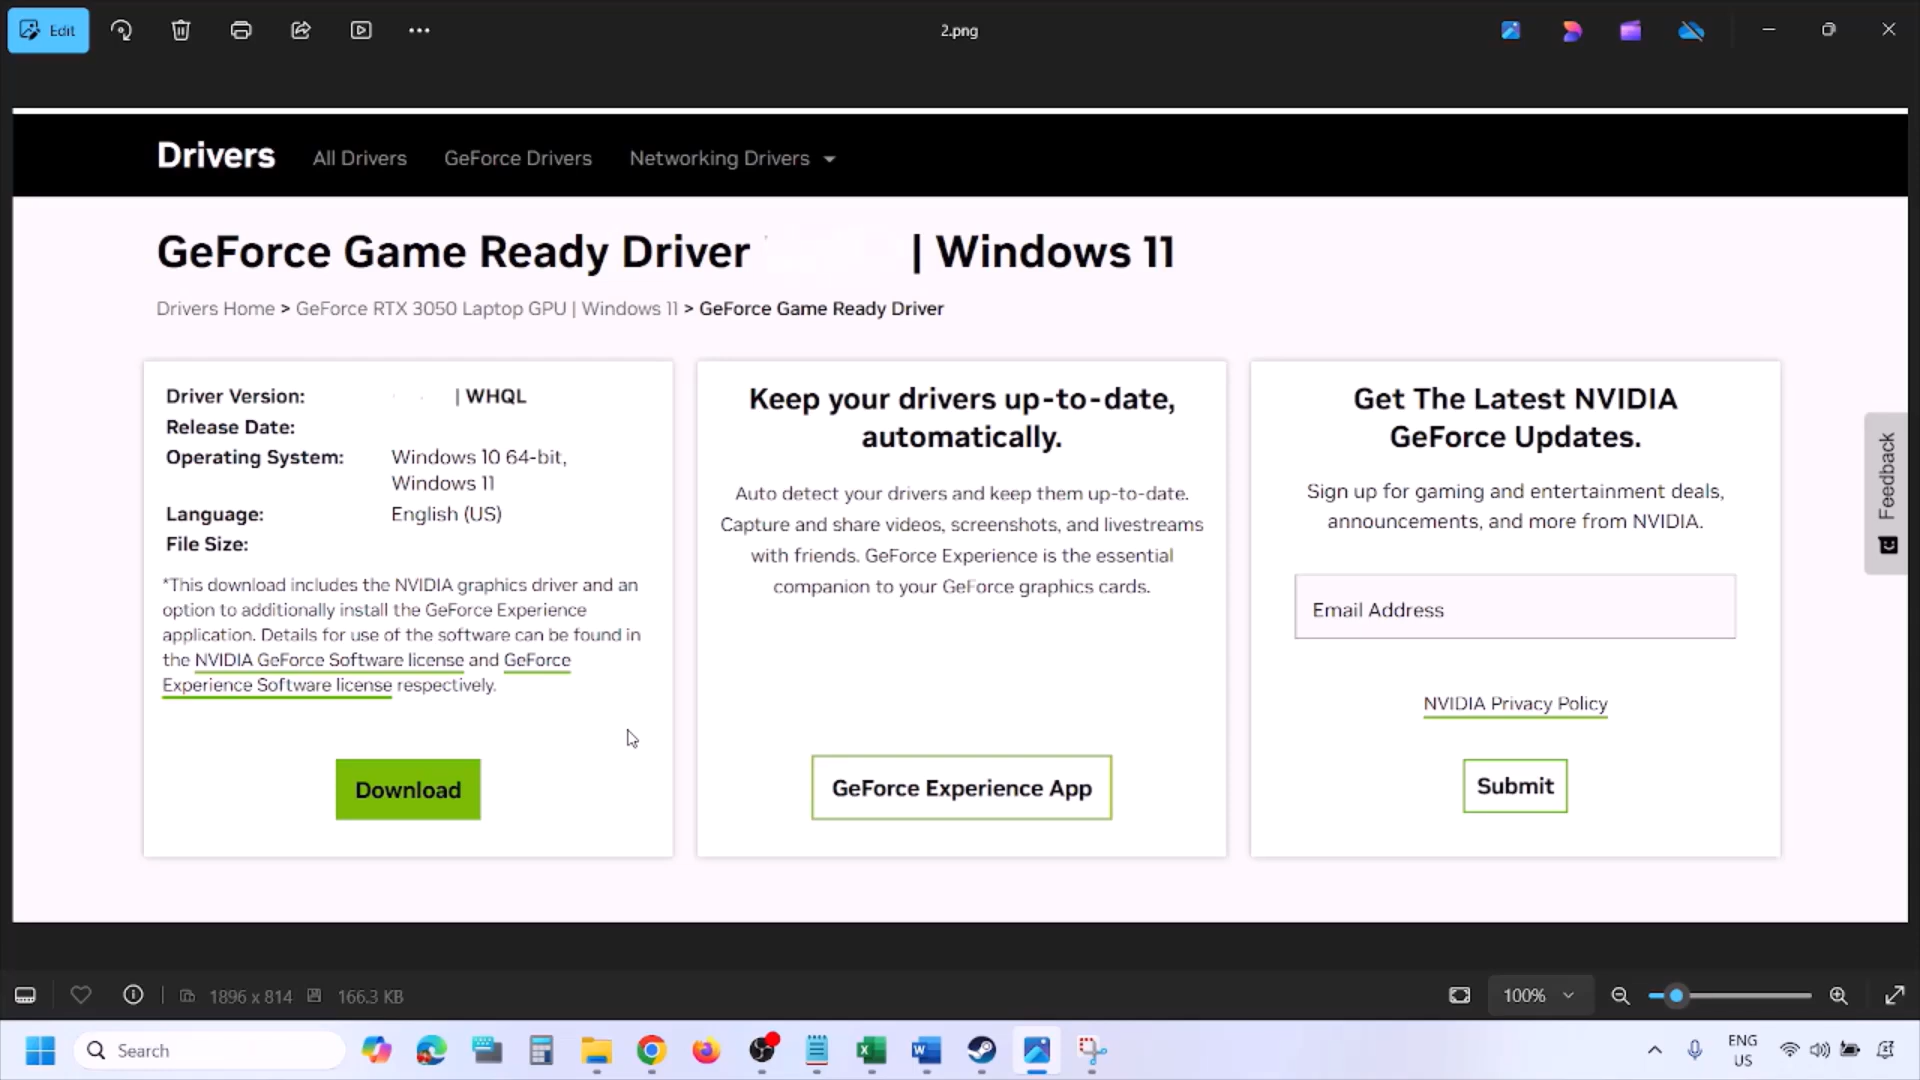 Edit
2.png
Drivers All Drivers GeForce Drivers Networking Drivers
GeForce Game Ready Driver | Windows 11
Drivers Home > GeForce RTX 3050 Laptop GPU | Windows 11 > GeForce Game Ready Driver
Driver Version: | WHQL
Release Date:
Operating System: Windows 10 64-bit,
Windows 11
Language: English (US)
File Size:
*This download includes the NVIDIA graphics driver and an
option to additionally install the GeForce Experience
application. Details for use of the software can be found in
the NVIDIA GeForce Software license and GeForce
Experience Software license respectively.
Download
Keep your drivers up-to-date,
automatically.
Auto detect your drivers and keep them up-to-date.
Capture and share videos, screenshots, and livestreams
with friends. GeForce Experience is the essential
companion to your GeForce graphics cards.
GeForce Experience App
Get The Latest NVIDIA
GeForce Updates.
Sign up for gaming and entertainment deals,
announcements, and more from NVIDIA.
Email Address
NVIDIA Privacy Policy
Submit
Feedback
1896 x 814 166.3 KB
100%
Search
ENG
US